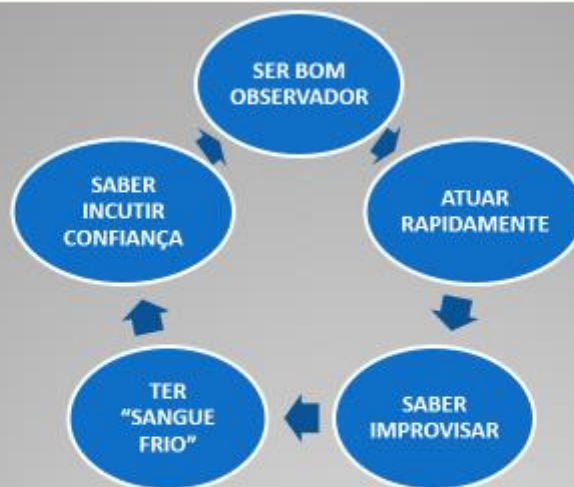 SER BOM
OBSERVADOR
ATUAR
RAPIDAMENTE
SABER
IMPROVISAR
TER
“SANGUE
FRIO”
SABER
INCUTIR
CONFIANÇA